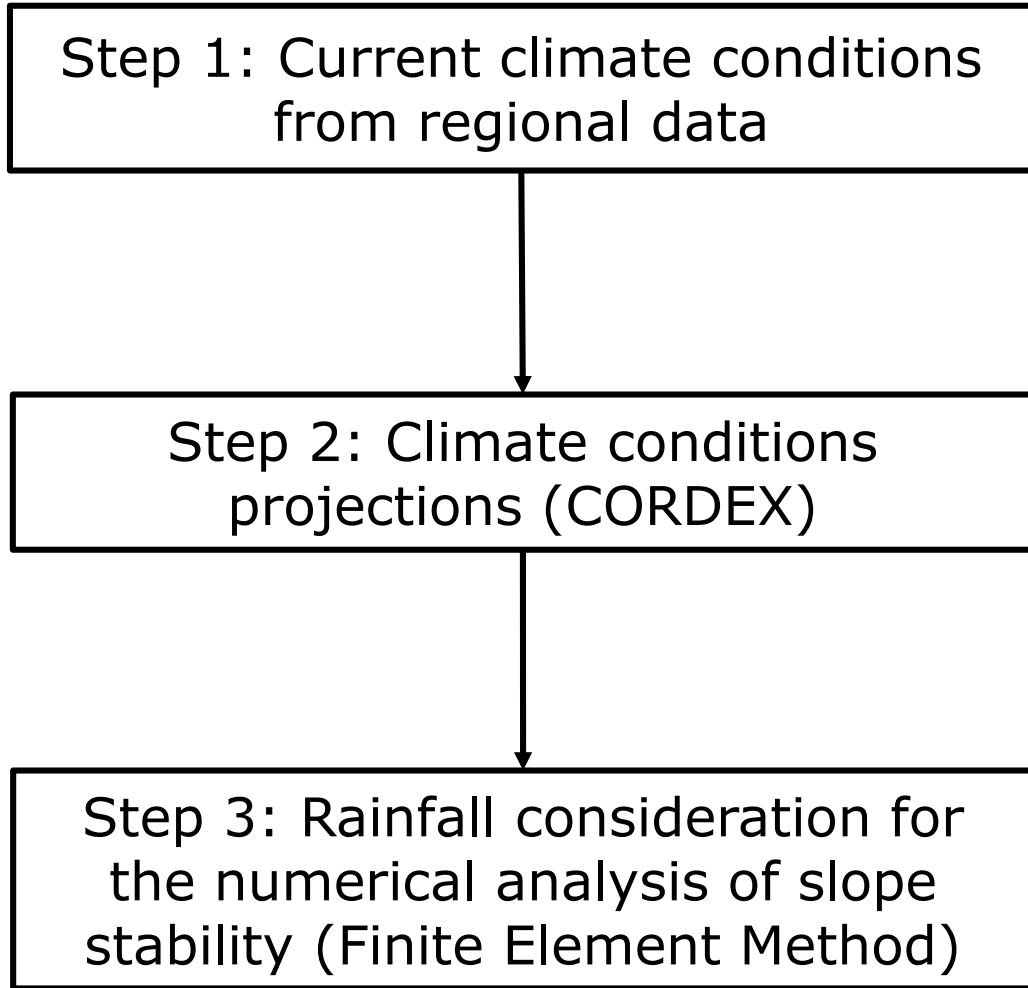 Step 1: Current climate conditions
from regional data
Step 2: Climate conditions
projections (CORDEX)
Step 3: Rainfall consideration for
the numerical analysis of slope
stability (Finite Element Method)